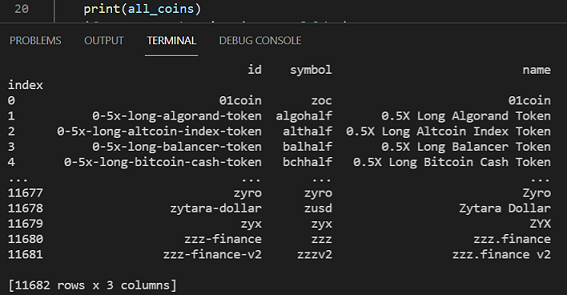 20 print(all_coins)
PROBLEMS OUTPUT TERMINAL DEBUG CONSOLE
id symbol name
index
0 01coin zoc 01coin
1 0-5x-long-algorand-token algohalf 0.5X Long Algorand Token
2 0-5x-long-altcoin-index-token althalf 0.5X Long Altcoin Index Token
3 0-5x-long-balancer-token balhalf 0.5X Long Balancer Token
4 0-5x-long-bitcoin-cash-token bchhalf 0.5X Long Bitcoin Cash Token
... ... ... ...
11677 zyro zyro Zyro
11678 zytara-dollar zusd Zytara Dollar
11679 zyx zyx ZYX
11680 zzz-finance zzz zzz.finance
11681 zzz-finance-v2 zzzv2 zzz.finance v2
[11682 rows x 3 columns]